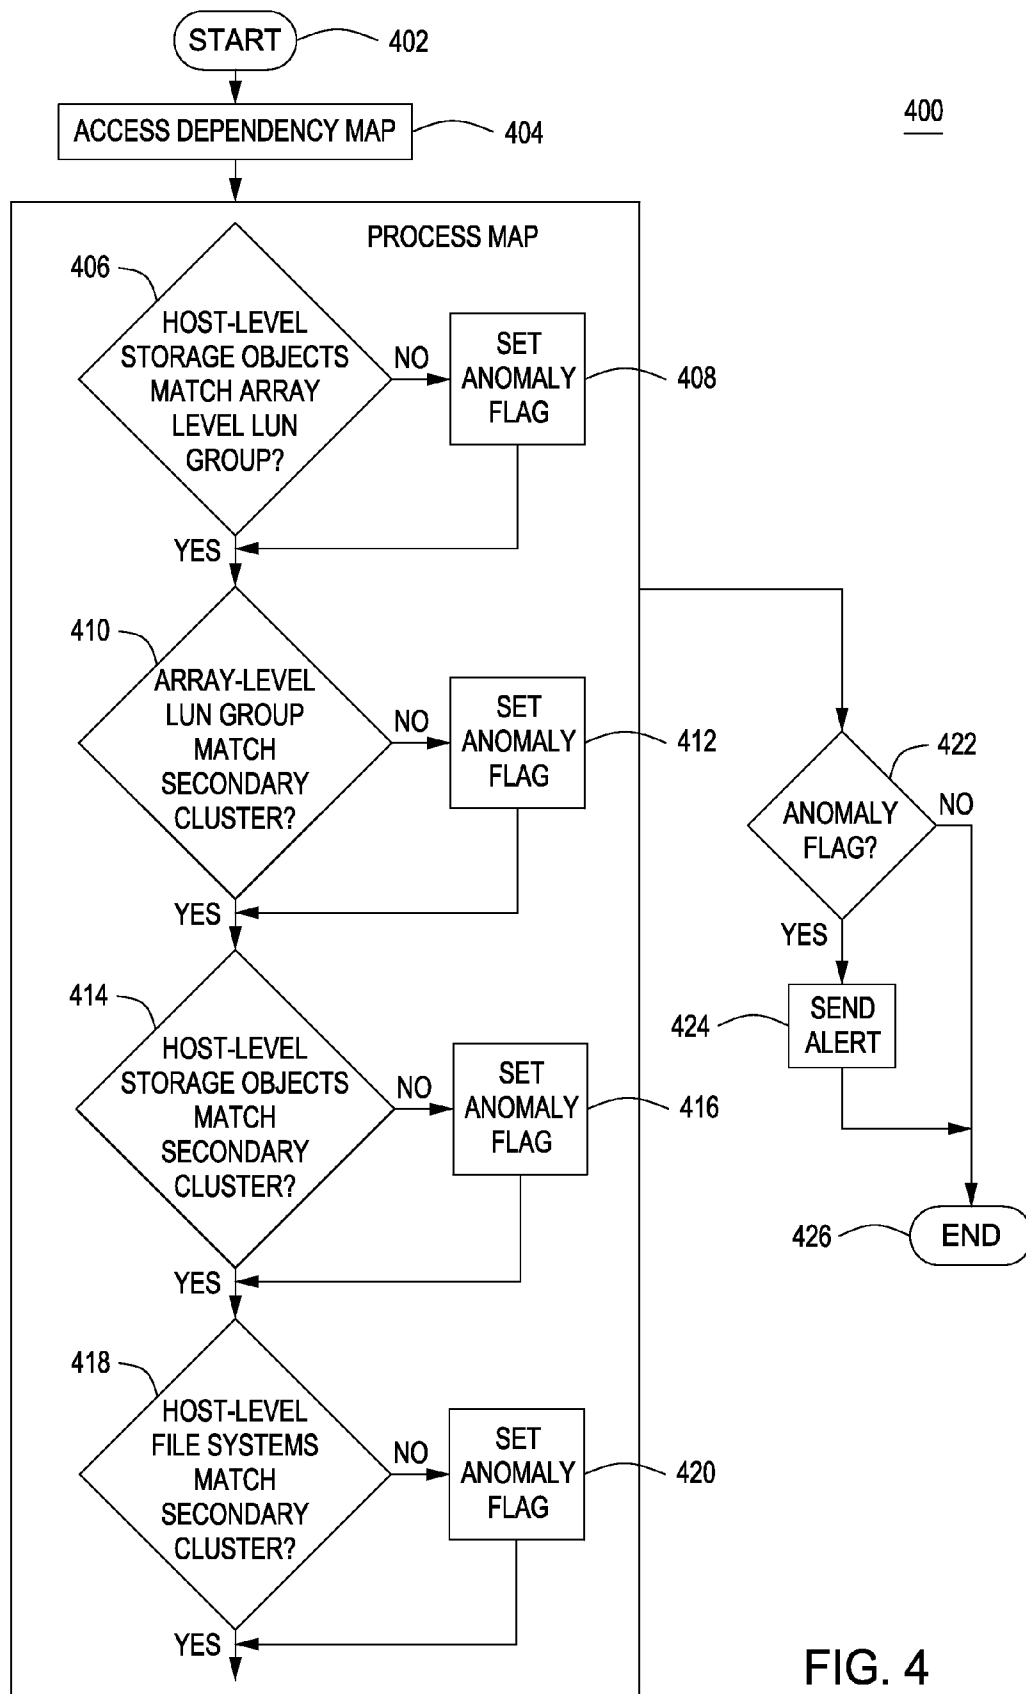 START
402
ACCESS DEPENDENCY MAP
404
400
PROCESS MAP
406
HOST-LEVEL
STORAGE OBJECTS
MATCH ARRAY
LEVEL LUN
GROUP?
NO
SET
ANOMALY
FLAG
408
YES
410
ARRAY-LEVEL
LUN GROUP
MATCH
SECONDARY
CLUSTER?
NO
SET
ANOMALY
FLAG
412
YES
414
HOST-LEVEL
STORAGE OBJECTS
MATCH
SECONDARY
CLUSTER?
NO
SET
ANOMALY
FLAG
416
YES
418
HOST-LEVEL
FILE SYSTEMS
MATCH
SECONDARY
CLUSTER?
NO
SET
ANOMALY
FLAG
420
YES
422
ANOMALY
FLAG?
NO
YES
424
SEND
ALERT
426
END
FIG. 4